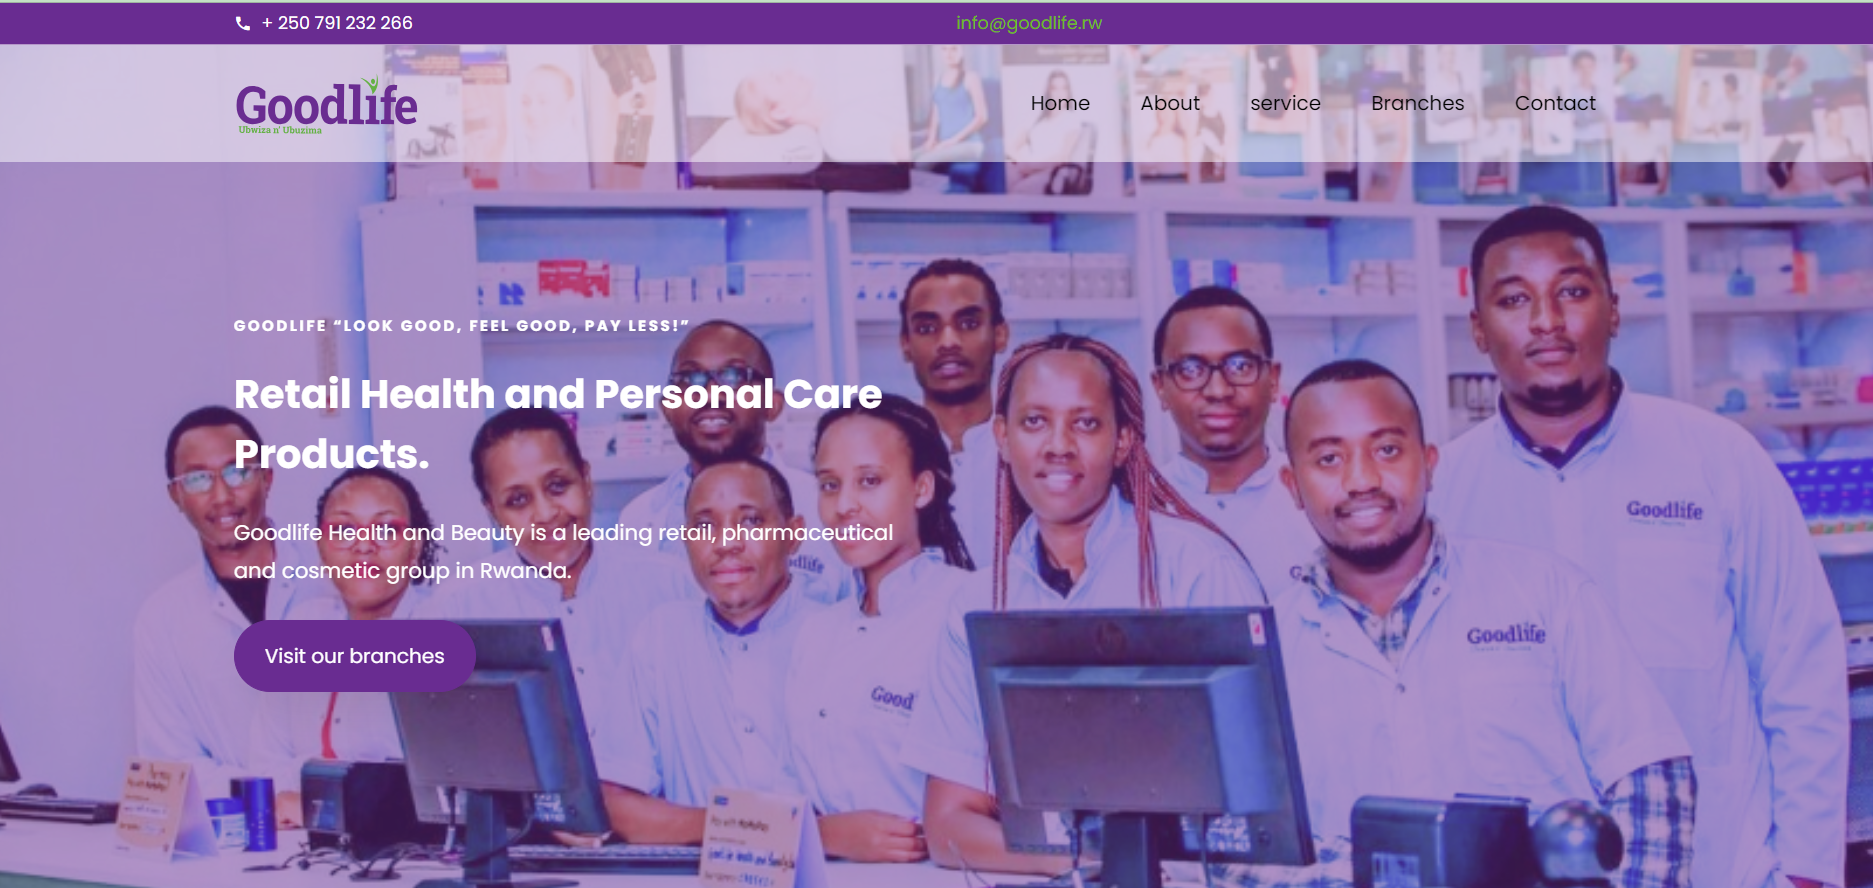 + 250 791 232 266
info@goodlife.rw
Goodlife
Ubwiza n' Ubuzima
Home
About
service
Branches
Contact
GOODLIFE “LOOK GOOD, FEEL GOOD, PAY LESS!”
Retail Health and Personal Care
Products.
Goodlife Health and Beauty is a leading retail, pharmaceutical
and cosmetic group in Rwanda.
Visit our branches
Goodlife
Goodlife
Good